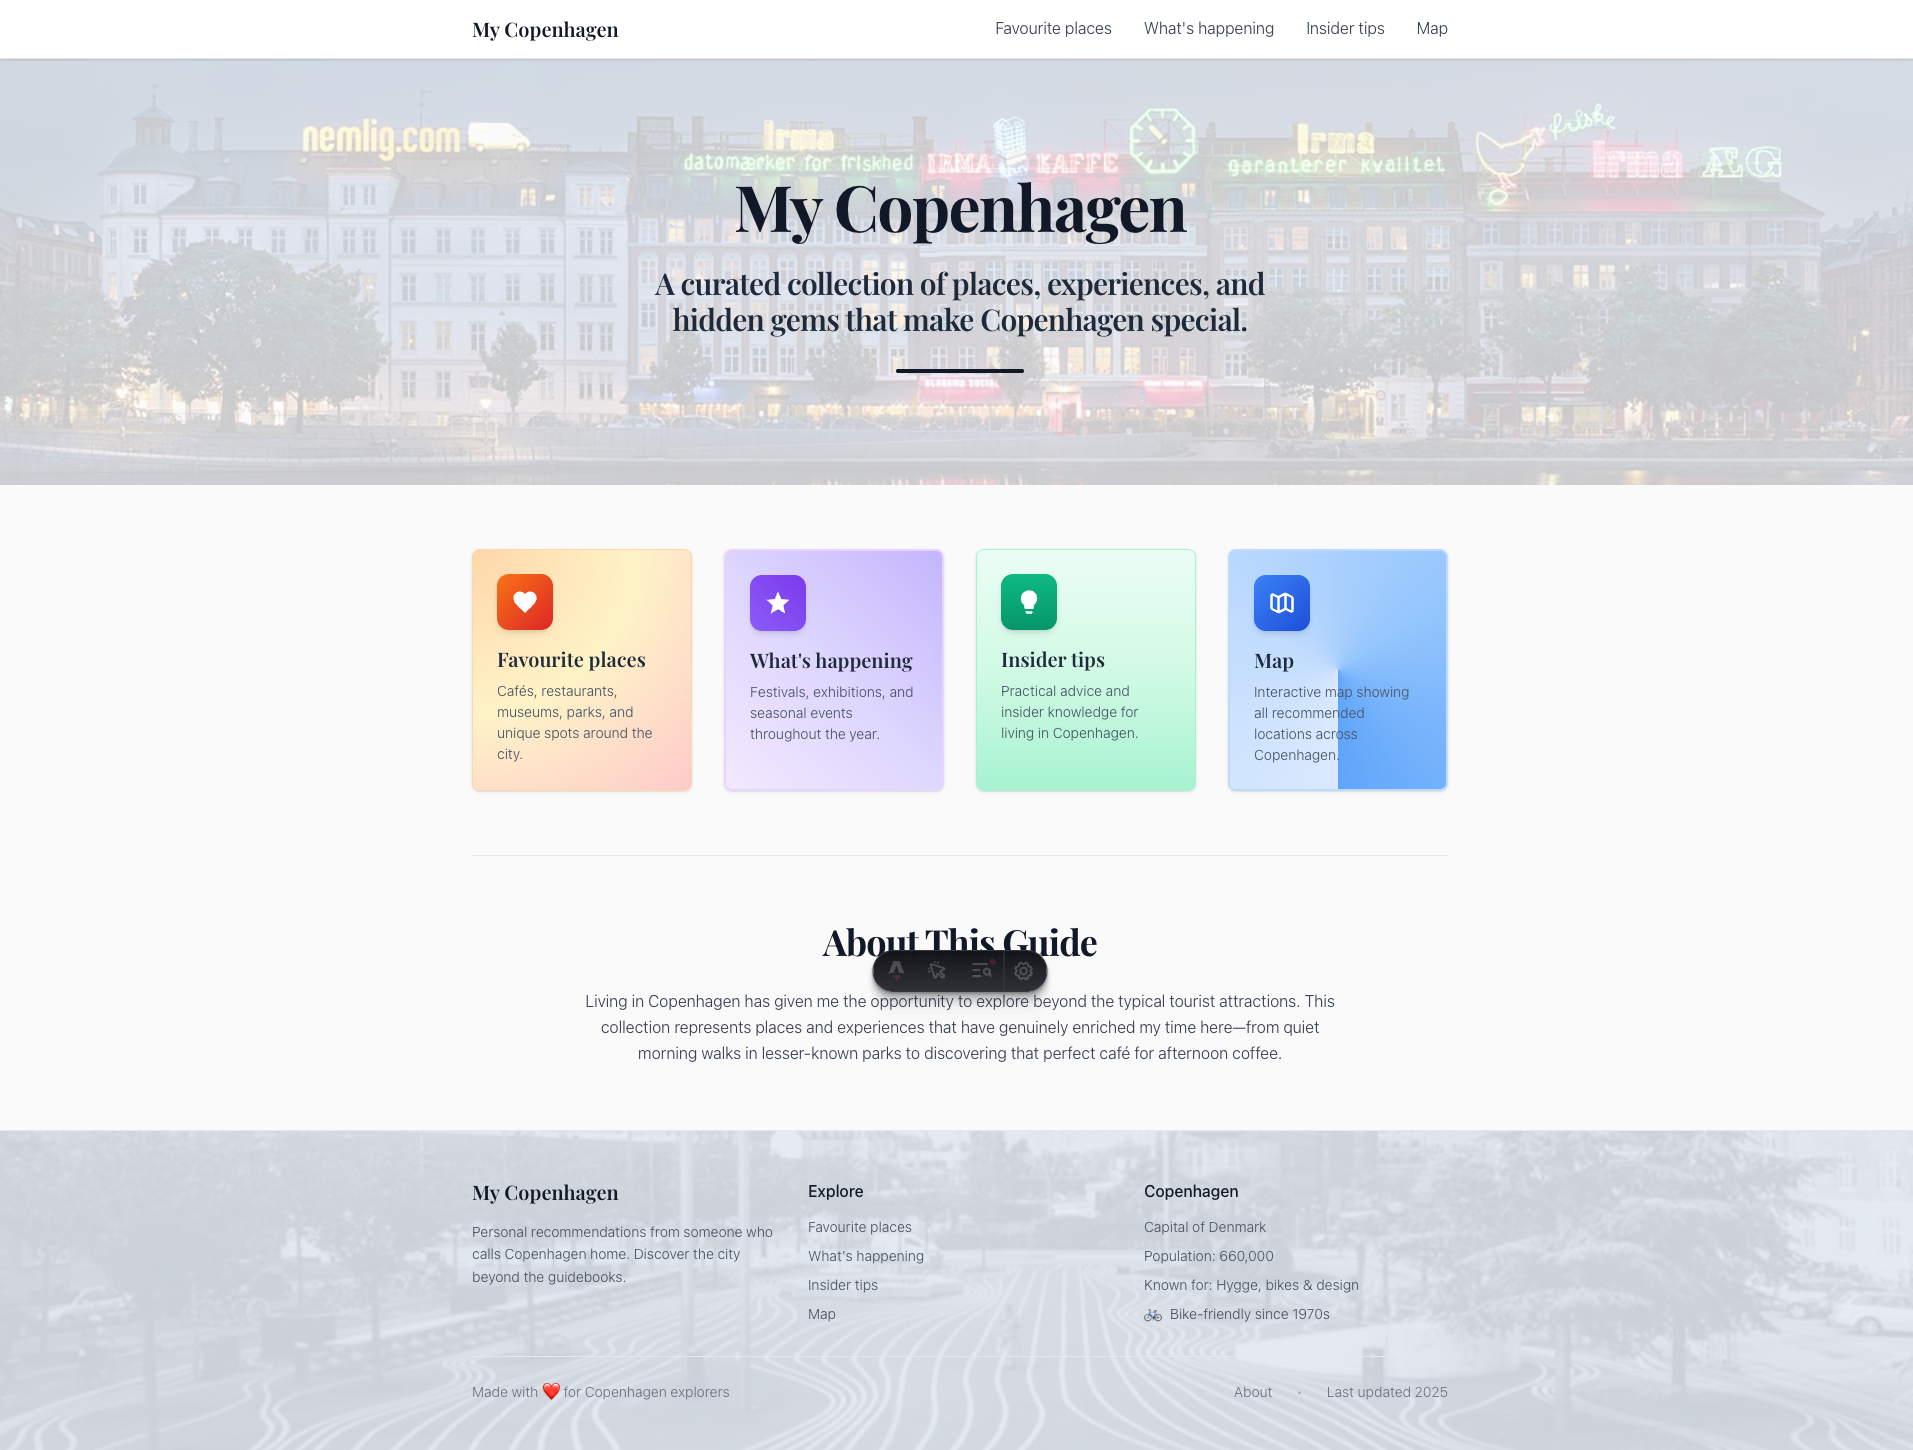 My Copenhagen
Favourite places
What's happening
Insider tips
Map
nemlig.com
Irma
datomærker for friskhed
IRMA KAFFE
Irma
garanterer kvalitet
friske
Irma ÆG
My Copenhagen
A curated collection of places, experiences, and
hidden gems that make Copenhagen special.
Favourite places
Cafés, restaurants,
museums, parks, and
unique spots around the
city.
What's happening
Festivals, exhibitions, and
seasonal events
throughout the year.
Insider tips
Practical advice and
insider knowledge for
living in Copenhagen.
Map
Interactive map showing
all recommended
locations across
Copenhagen.
About This Guide
Living in Copenhagen has given me the opportunity to explore beyond the typical tourist attractions. This
collection represents places and experiences that have genuinely enriched my time here—from quiet
morning walks in lesser-known parks to discovering that perfect café for afternoon coffee.
My Copenhagen
Personal recommendations from someone who
calls Copenhagen home. Discover the city
beyond the guidebooks.
Explore
Favourite places
What's happening
Insider tips
Map
Copenhagen
Capital of Denmark
Population: 660,000
Known for: Hygge, bikes & design
🚲 Bike-friendly since 1970s
Made with ❤️ for Copenhagen explorers
About · Last updated 2025